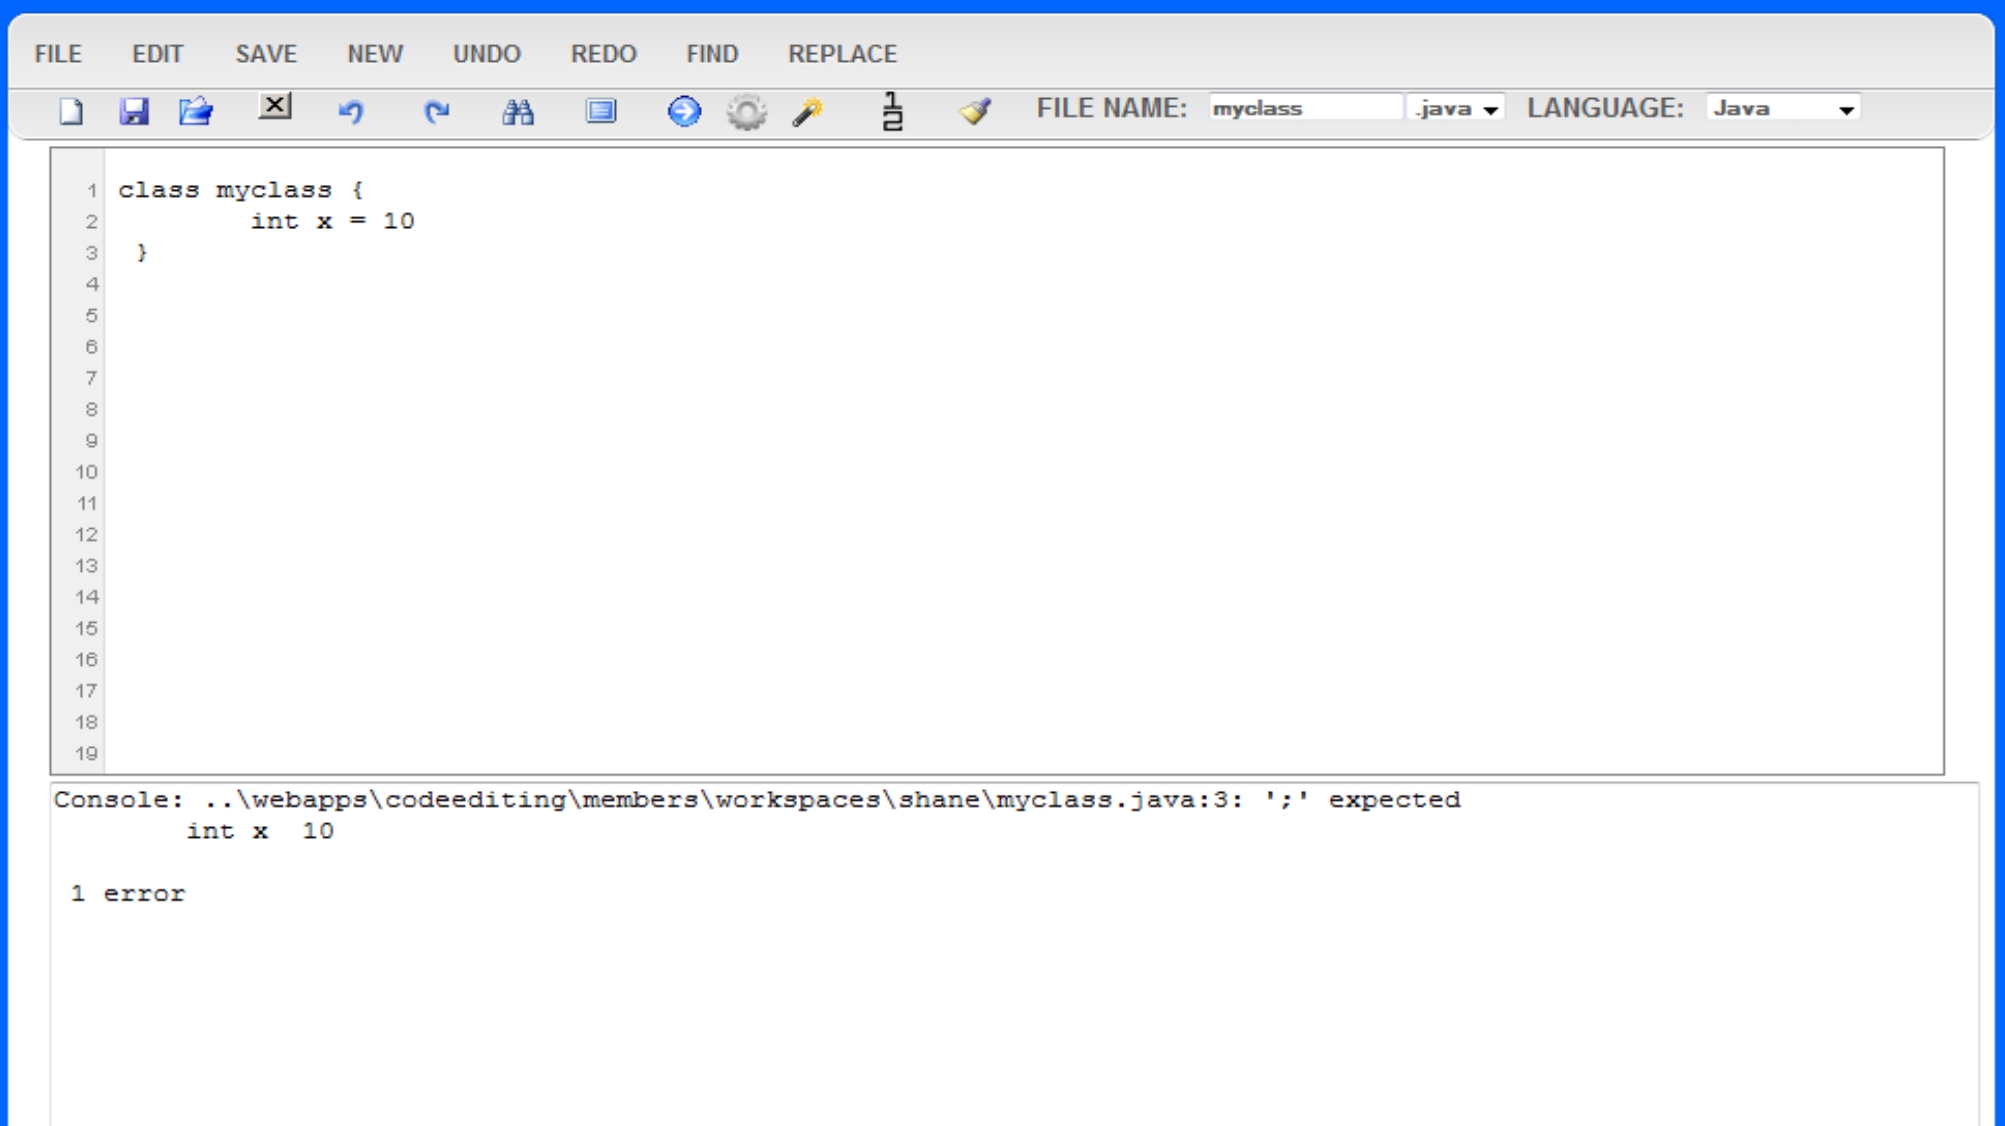 FILE EDIT SAVE NEW UNDO REDO FIND REPLACE
1
2 FILE NAME: myclass .java LANGUAGE: Java
1 class myclass {
2 int x = 10
3 }
4
5
6
7
8
9
10
11
12
13
14
15
16
17
18
19
Console: ..\webapps\codeediting\members\workspaces\shane\myclass.java:3: ';' expected
int x  10
1 error